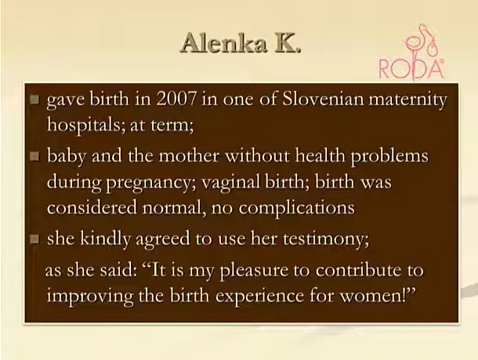 Alenka K.
RODA®
gave birth in 2007 in one of Slovenian maternity
hospitals; at term;
baby and the mother without health problems
during pregnancy; vaginal birth; birth was
considered normal, no complications
she kindly agreed to use her testimony;
as she said: “It is my pleasure to contribute to
improving the birth experience for women!”